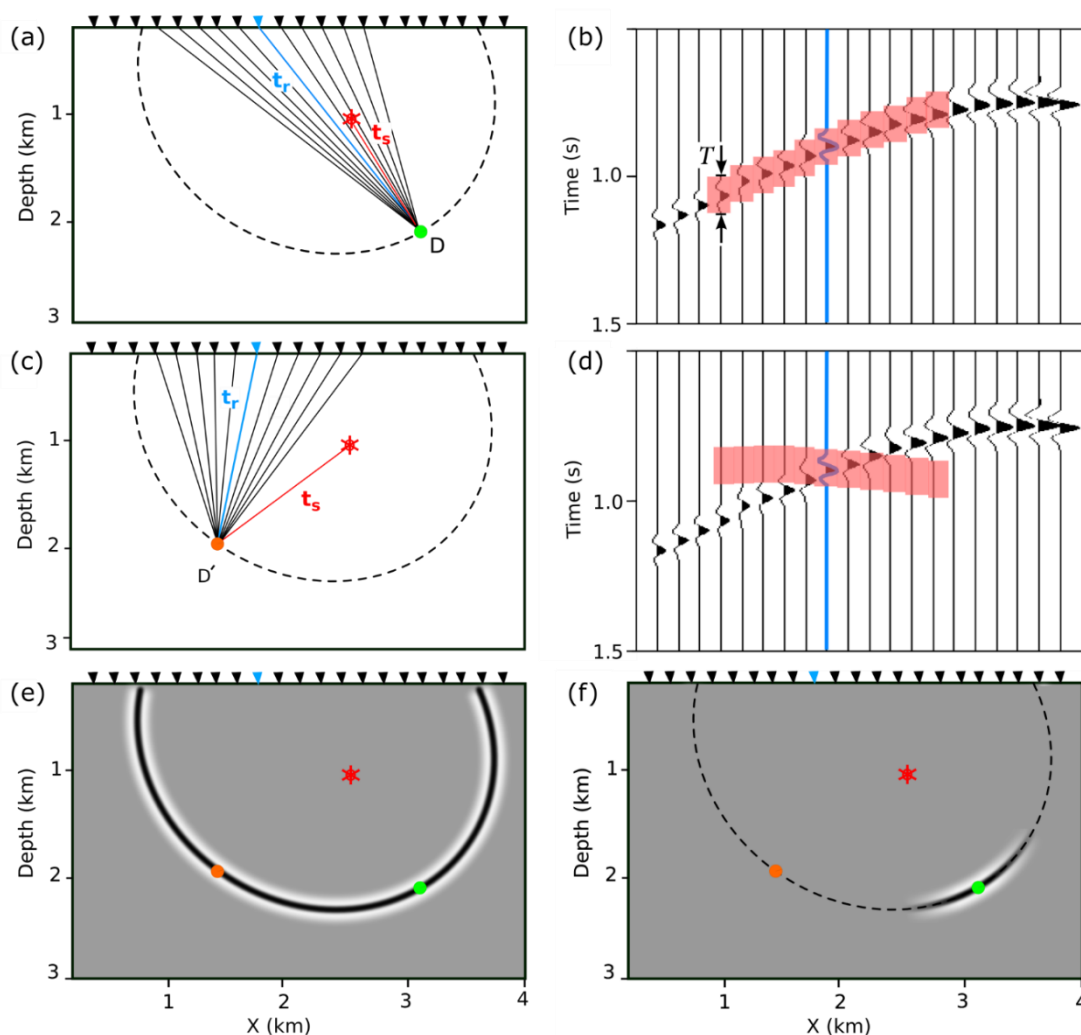 (a)
Depth (km)
1
2
3
t_r
t_s
D
(b)
Time (s)
1.0
1.5
T
(c)
Depth (km)
1
2
3
t_r
t_s
D'
(d)
Time (s)
1.0
1.5
(e)
Depth (km)
1
2
3
1 2 3 4
X (km)
(f)
Depth (km)
1
2
3
1 2 3 4
X (km)